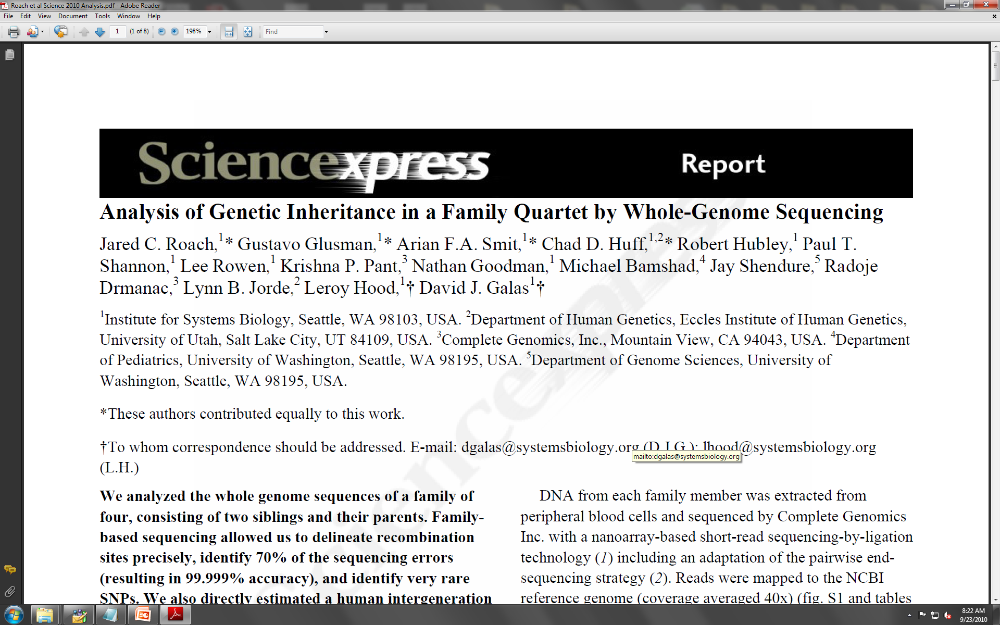 Roach et al Science 2010 Analysis.pdf - Adobe Reader
File Edit View Document Tools Window Help
1 (1 of 8) 198% Find
Sciencexpress Report
Analysis of Genetic Inheritance in a Family Quartet by Whole-Genome Sequencing
Jared C. Roach,1* Gustavo Glusman,1* Arian F.A. Smit,1* Chad D. Huff,1,2* Robert Hubley,1 Paul T.
Shannon,1 Lee Rowen,1 Krishna P. Pant,3 Nathan Goodman,1 Michael Bamshad,4 Jay Shendure,5 Radoje
Drmanac,3 Lynn B. Jorde,2 Leroy Hood,1† David J. Galas1†
1Institute for Systems Biology, Seattle, WA 98103, USA. 2Department of Human Genetics, Eccles Institute of Human Genetics,
University of Utah, Salt Lake City, UT 84109, USA. 3Complete Genomics, Inc., Mountain View, CA 94043, USA. 4Department
of Pediatrics, University of Washington, Seattle, WA 98195, USA. 5Department of Genome Sciences, University of
Washington, Seattle, WA 98195, USA.
*These authors contributed equally to this work.
†To whom correspondence should be addressed. E-mail: dgalas@systemsbiology.org (D.J.G.); lhood@systemsbiology.org
mailto:dgalas@systemsbiology.org
(L.H.)
We analyzed the whole genome sequences of a family of
four, consisting of two siblings and their parents. Family-
based sequencing allowed us to delineate recombination
sites precisely, identify 70% of the sequencing errors
(resulting in 99.999% accuracy), and identify very rare
SNPs. We also directly estimated a human intergeneration
DNA from each family member was extracted from
peripheral blood cells and sequenced by Complete Genomics
Inc. with a nanoarray-based short-read sequencing-by-ligation
technology (1) including an adaptation of the pairwise end-
sequencing strategy (2). Reads were mapped to the NCBI
reference genome (coverage averaged 40x) (fig. S1 and tables
Sciencexpress
8:22 AM
9/23/2010